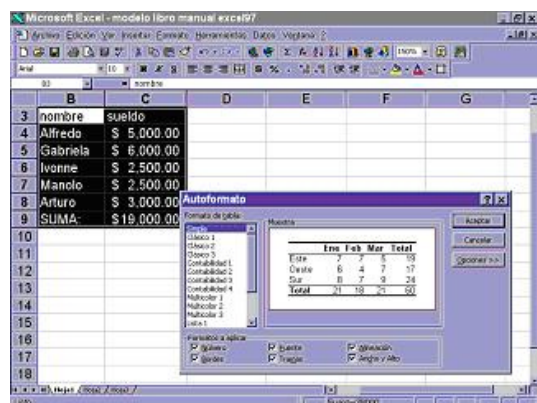 Microsoft Excel - modelo libro manual excel97
Archivo Edición Ver Insertar Formato Herramientas Datos Ventana ?
Arial 10
B3 nombre
B C D E F G
3 nombre sueldo
4 Alfredo $ 5,000.00
5 Gabriela $ 6,000.00
6 Ivonne $ 2,500.00
7 Manolo $ 2,500.00
8 Arturo $ 3,000.00
9 SUMA: $19,000.00
10
11
12
13
14
15
16
17
18
Autoformato
Formato de tabla:
Simple
Clásico 1
Clásico 2
Clásico 3
Contabilidad 1
Contabilidad 2
Contabilidad 3
Contabilidad 4
Multicolor 1
Multicolor 2
Multicolor 3
Lista 1
Muestra
Ene Feb Mar Total
Este 7 7 5 19
Oeste 6 4 7 17
Sur 8 7 9 24
Total 21 18 21 60
Aceptar
Cancelar
Opciones >>
Formatos a aplicar
Número Fuente Alineación
Bordes Tramas Ancho y Alto
Hoja1 Hoja2 Hoja3